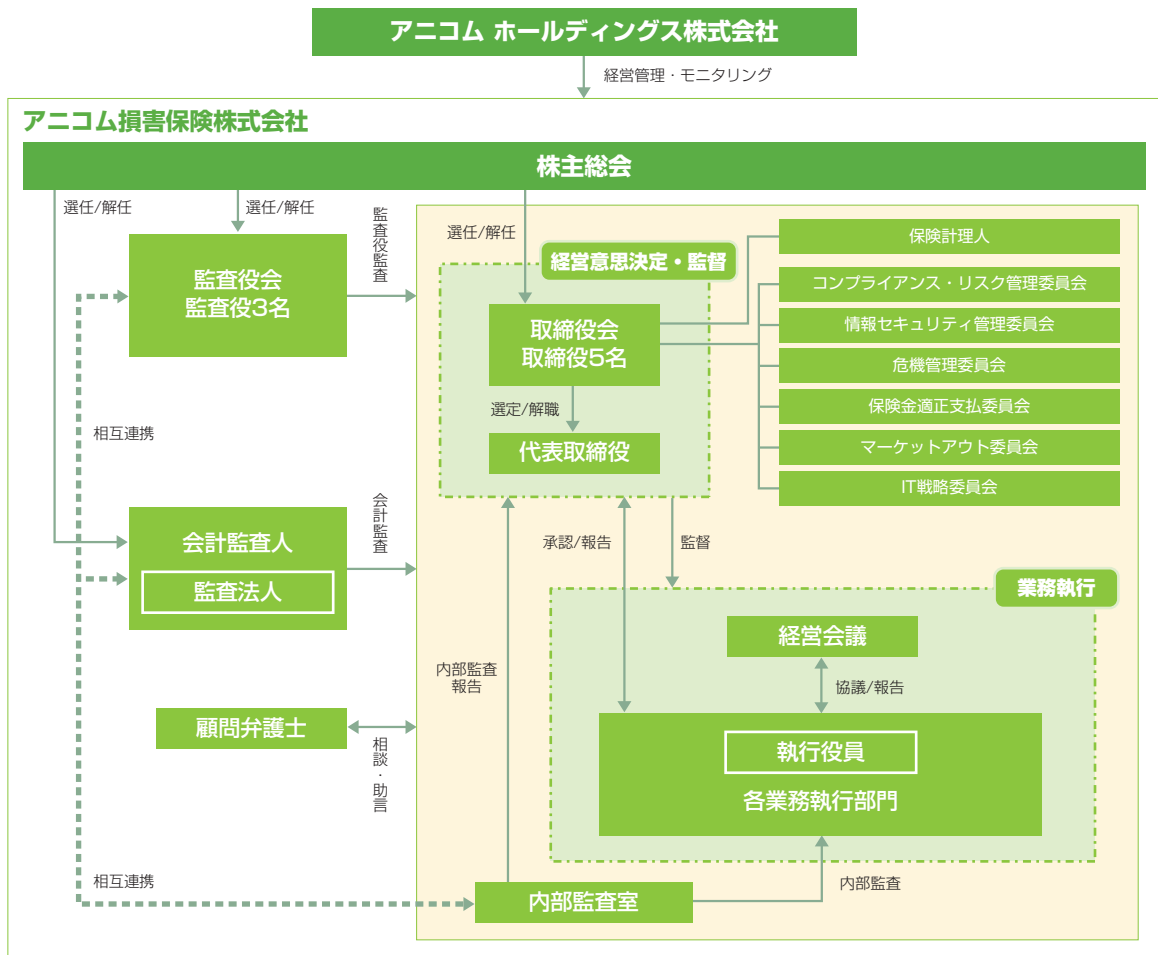 アニコム ホールディングス株式会社
経営管理・モニタリング
アニコム損害保険株式会社
株主総会
選任/解任
選任/解任
監査役監査
選任/解任
監査役会
監査役3名
経営意思決定・監督
取締役会
取締役5名
選定/解職
代表取締役
保険計理人
コンプライアンス・リスク管理委員会
情報セキュリティ管理委員会
危機管理委員会
保険金適正支払委員会
マーケットアウト委員会
IT戦略委員会
相互連携
会計監査人
監査法人
会計監査
承認/報告
監督
業務執行
経営会議
協議/報告
執行役員
各業務執行部門
内部監査
報告
顧問弁護士
相談・助言
相互連携
内部監査室
内部監査